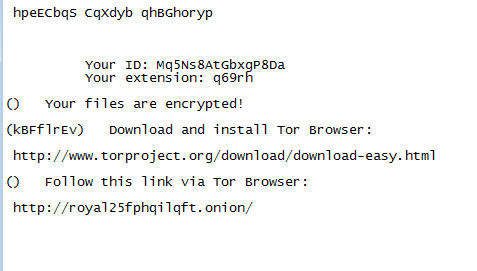 hpeECbqS CqXdyb qhBGhoryp
Your ID: Mq5Ns8AtGbxgP8Da
Your extension: q69rh
() Your files are encrypted!
(kBFflrEv) Download and install Tor Browser:
http://www.torproject.org/download/download-easy.html
() Follow this link via Tor Browser:
http://royal25fphqilqft.onion/